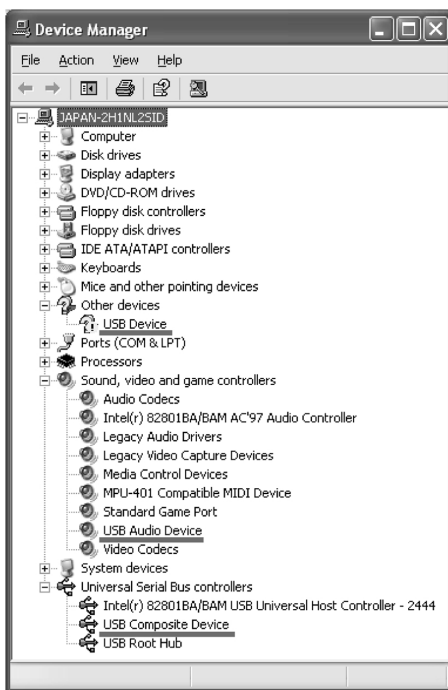 Device Manager
File Action View Help
JAPAN-2H1NL2SID
Computer
Disk drives
Display adapters
DVD/CD-ROM drives
Floppy disk controllers
Floppy disk drives
IDE ATA/ATAPI controllers
Keyboards
Mice and other pointing devices
Other devices
USB Device
Ports (COM & LPT)
Processors
Sound, video and game controllers
Audio Codecs
Intel(r) 82801BA/BAM AC'97 Audio Controller
Legacy Audio Drivers
Legacy Video Capture Devices
Media Control Devices
MPU-401 Compatible MIDI Device
Standard Game Port
USB Audio Device
Video Codecs
System devices
Universal Serial Bus controllers
Intel(r) 82801BA/BAM USB Universal Host Controller - 2444
USB Composite Device
USB Root Hub